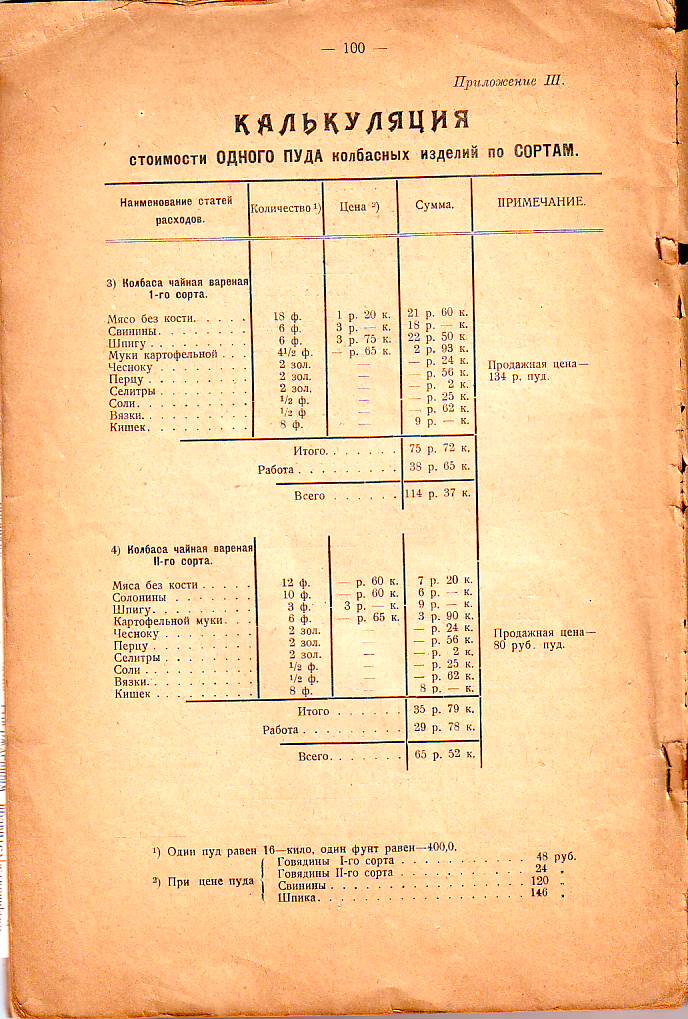 — 100 —
Приложение III.
КАЛЬКУЛЯЦИЯ
стоимости ОДНОГО ПУДА колбасных изделий по СОРТАМ.
Наименование статей расходов. Количество ¹) Цена ²) Сумма. ПРИМЕЧАНИЕ.
3) Колбаса чайная вареная
1-го сорта.
Мясо без кости. . . . . 18 ф. 1 р. 20 к. 21 р. 60 к.
Свинины. . . . . . . . 6 ф. 3 р. — к. 18 р. — к.
Шпигу . . . . . . . . . 6 ф. 3 р. 75 к. 22 р. 50 к.
Муки картофельной . . . 4¹/₂ ф. — р. 65 к. 2 р. 93 к.
Чесноку . . . . . . . . 2 зол. — — р. 24 к.
Перцу . . . . . . . . . 2 зол. — — р. 56 к.
Селитры . . . . . . . . 2 зол. — — р. 2 к.
Соли. . . . . . . . . . ¹/₂ ф. — — р. 25 к.
Вязки. . . . . . . . . ¹/₂ ф — — р. 62 к.
Кишек. . . . . . . . . 8 ф. — 9 р. — к.
Продажная цена—
134 р. пуд.
Итого. . . . . . . 75 р. 72 к.
Работа . . . . . . . . . 38 р. 65 к.
Всего . . . . . . 114 р. 37 к.
4) Колбаса чайная вареная
II-го сорта.
Мяса без кости . . . . . 12 ф. — р. 60 к. 7 р. 20 к.
Солонины . . . . . . . . 10 ф. — р. 60 к. 6 р. — к.
Шпигу. . . . . . . . . 3 ф. 3 р. — к. 9 р. — к.
Картофельной муки. . . 6 ф. — р. 65 к. 3 р. 90 к.
Чесноку . . . . . . . . 2 зол. — — р. 24 к.
Перцу . . . . . . . . . 2 зол. — — р. 56 к.
Селитры . . . . . . . . 2 зол. — — р. 2 к.
Соли . . . . . . . . . ¹/₂ ф. — — р. 25 к.
Вязки. . . . . . . . . ¹/₂ ф. — — р. 62 к.
Кишек . . . . . . . . . 8 ф. — 8 р. — к.
Продажная цена—
80 руб. пуд.
Итого . . . . . . 35 р. 79 к.
Работа . . . . . . . . . 29 р. 78 к.
Всего. . . . . . . 65 р. 52 к.
¹) Один пуд равен 16—кило, один фунт равен—400,0.
²) При цене пуда
Говядины I-го сорта . . . . . . . . . . . 48 руб.
Говядины II-го сорта . . . . . . . . . . . 24 „
Свинины . . . . . . . . . . . . . . . . . 120 „
Шпика. . . . . . . . . . . . . . . . . . 146 „